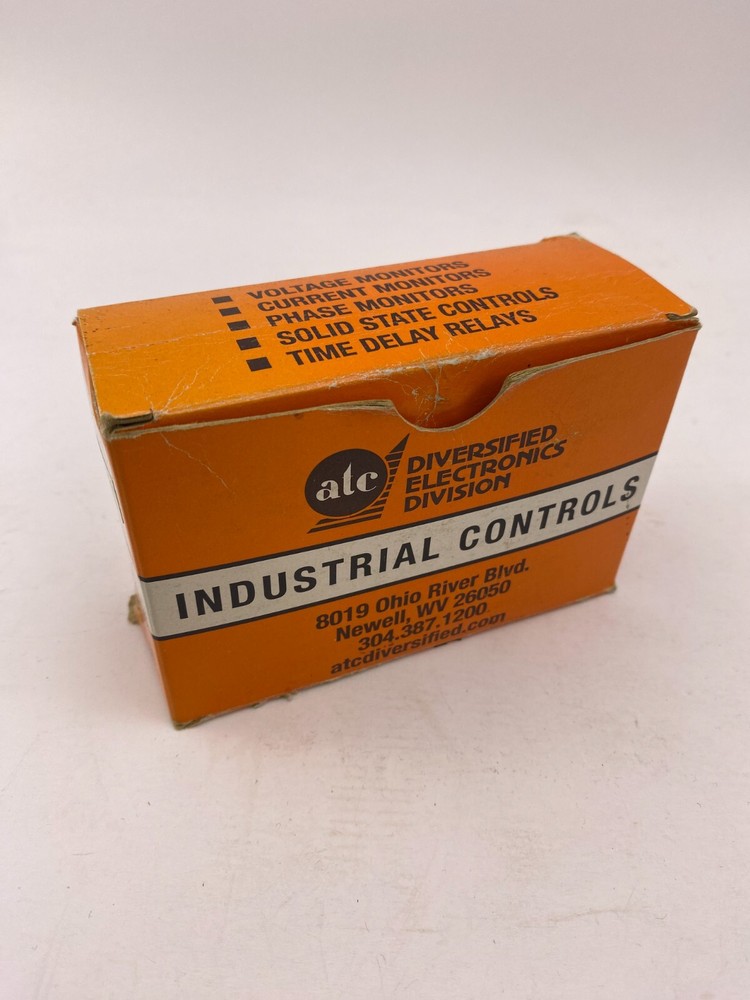 VOLTAGE MONITORS
CURRENT MONITORS
PHASE MONITORS
SOLID STATE CONTROLS
TIME DELAY RELAYS
atc
DIVERSIFIED
ELECTRONICS
DIVISION
INDUSTRIAL CONTROLS
8019 Ohio River Blvd.
Newell, WV 26050
304.387.1200
atcdiversified.com